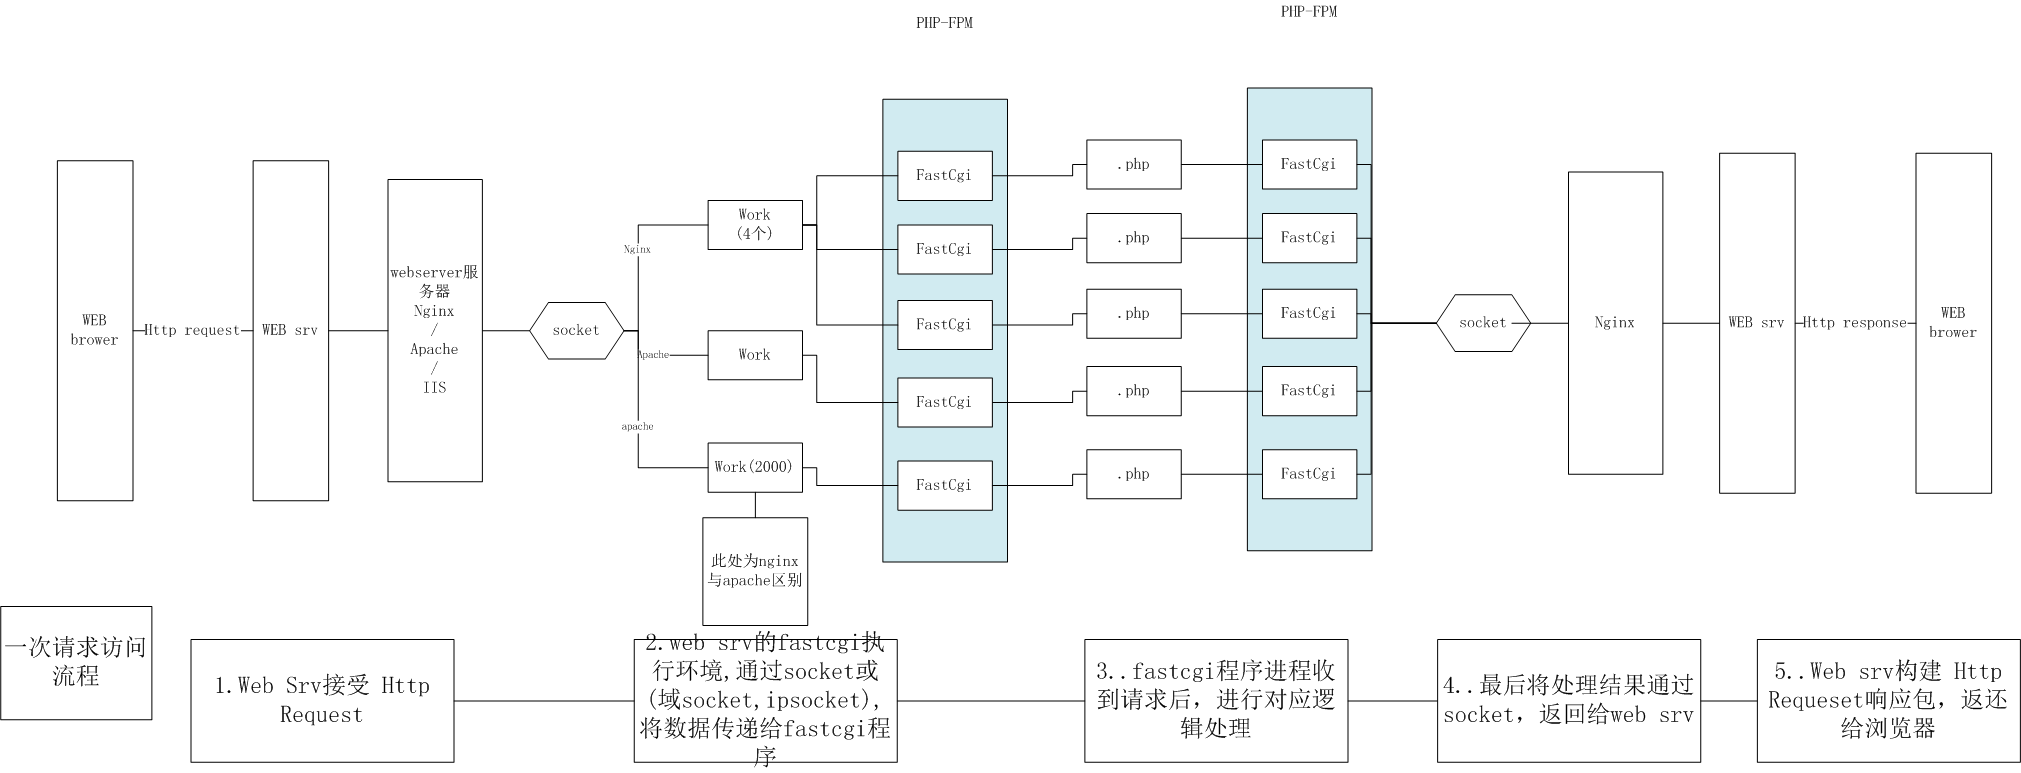 PHP-FPM
PHP-FPM
WEB
brower
Http request
WEB srv
webserver服
务器
Nginx
/
Apache
/
IIS
socket
Nginx
Apache
apache
Work
(4个)
Work
Work(2000)
此处为nginx
与apache区别
FastCgi
FastCgi
FastCgi
FastCgi
FastCgi
.php
.php
.php
.php
.php
FastCgi
FastCgi
FastCgi
FastCgi
FastCgi
socket
Nginx
WEB srv
Http response
WEB
brower
一次请求访问
流程
1.Web Srv接受 Http
Request
2.web srv的fastcgi执
行环境,通过socket或
(域socket,ipsocket),
将数据传递给fastcgi程
序
3..fastcgi程序进程收
到请求后，进行对应逻
辑处理
4..最后将处理结果通过
socket，返回给web srv
5..Web srv构建 Http
Requeset响应包，返还
给浏览器